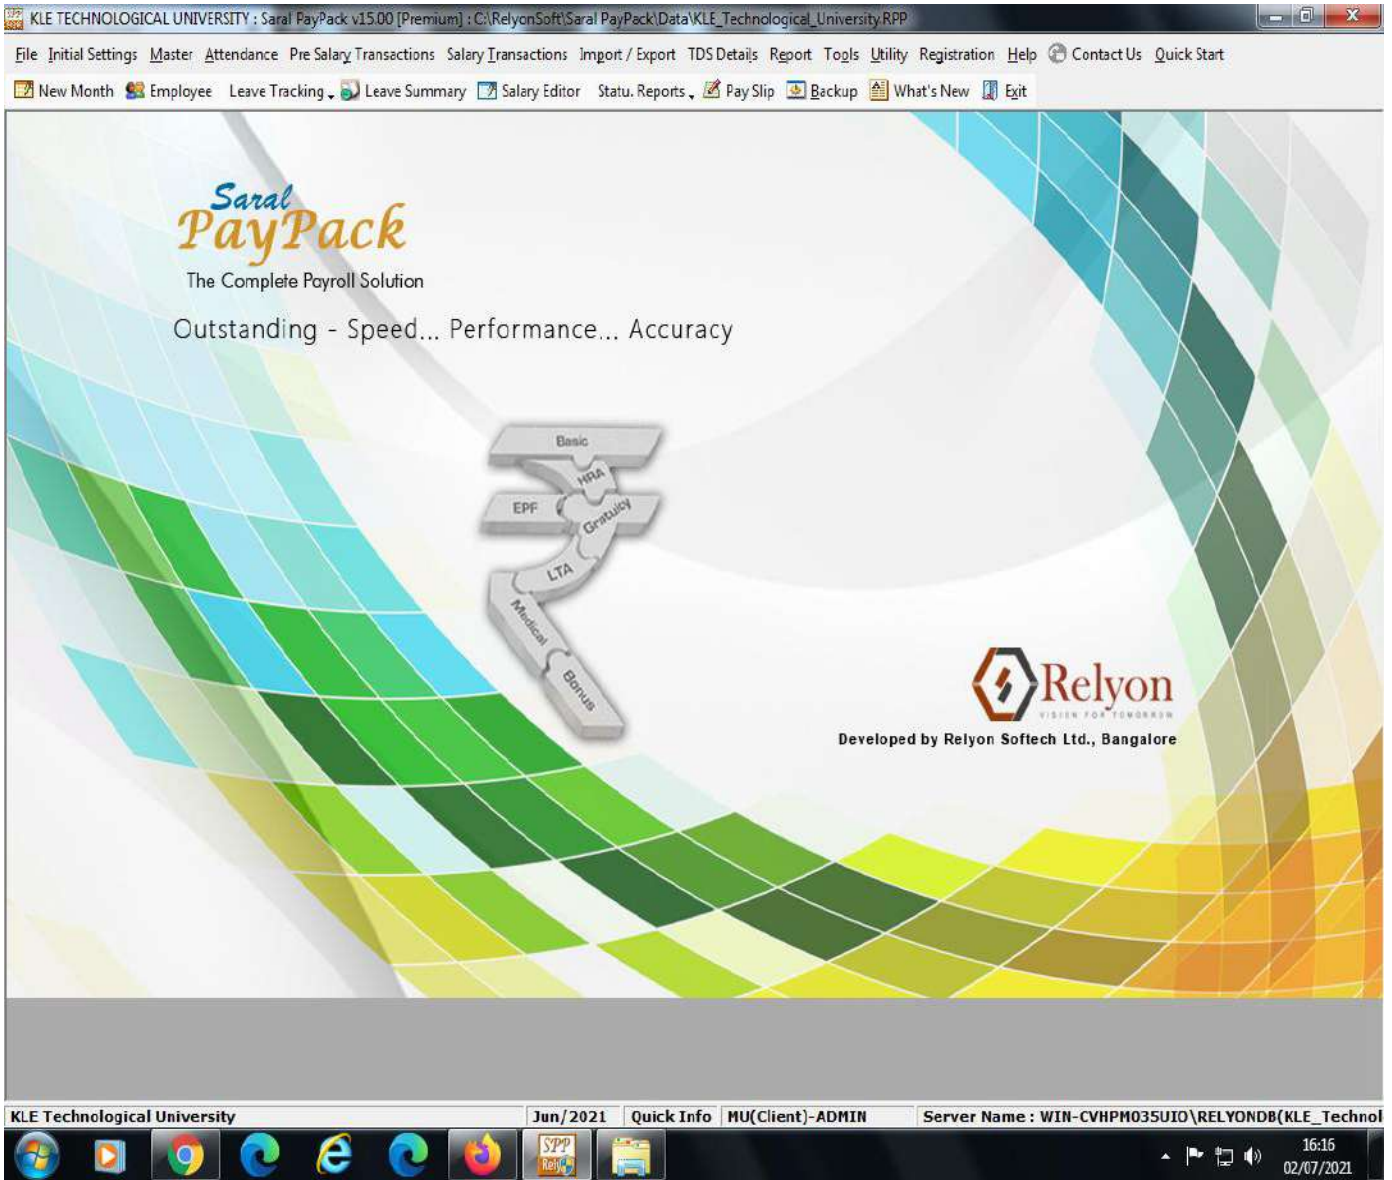 KLE TECHNOLOGICAL UNIVERSITY : Saral PayPack v15.00 [Premium] : C:\RelyonSoft\Saral PayPack\Data\KLE_Technological_University.RPP
File Initial Settings Master Attendance Pre Salary Transactions Salary Transactions Import / Export TDS Details Report Tools Utility Registration Help Contact Us Quick Start
New Month Employee Leave Tracking Leave Summary Salary Editor Statu. Reports Pay Slip Backup What's New Exit
Saral
PayPack
The Complete Payroll Solution
Outstanding - Speed... Performance... Accuracy
Basic
HRA
EPF
Gratuity
LTA
Medical
Bonus
Relyon
VISION FOR TOMORROW
Developed by Relyon Softech Ltd., Bangalore
KLE Technological University Jun/2021 Quick Info MU(Client)-ADMIN Server Name : WIN-CVHPM035UIO\RELYONDB(KLE_Technol
SPP
Relyon
16:16
02/07/2021